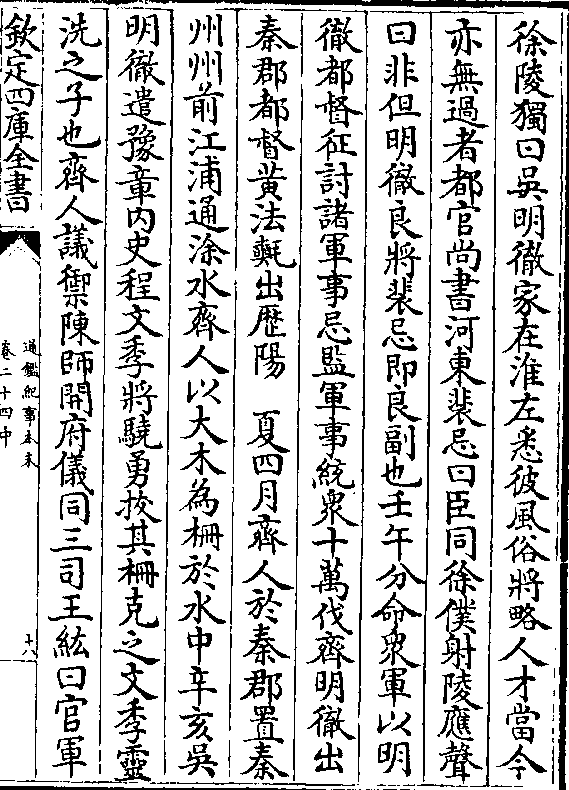 徐陵獨曰吳明徹家在淮左悉彼風俗將略人才當今
亦無過者都官尚書河東裴忌曰臣同徐僕射陵應聲
曰非但明徹良將裴忌即良副也壬午分命衆軍以明
徹都督征討諸軍事忌監軍事統衆十萬伐齊明徹出
秦郡都督黃法𣰰出歷陽　夏四月齊人於秦郡置秦
州州前江浦通涂水齊人以大木為柵於水中辛亥吳
明徹遣豫章内史程文季將驍勇拔其柵克之文季靈
洗之子也齊人議禦陳師開府儀同三司王紘曰官軍
欽定四庫全書
通鑑紀事本末
卷二十四中
十八